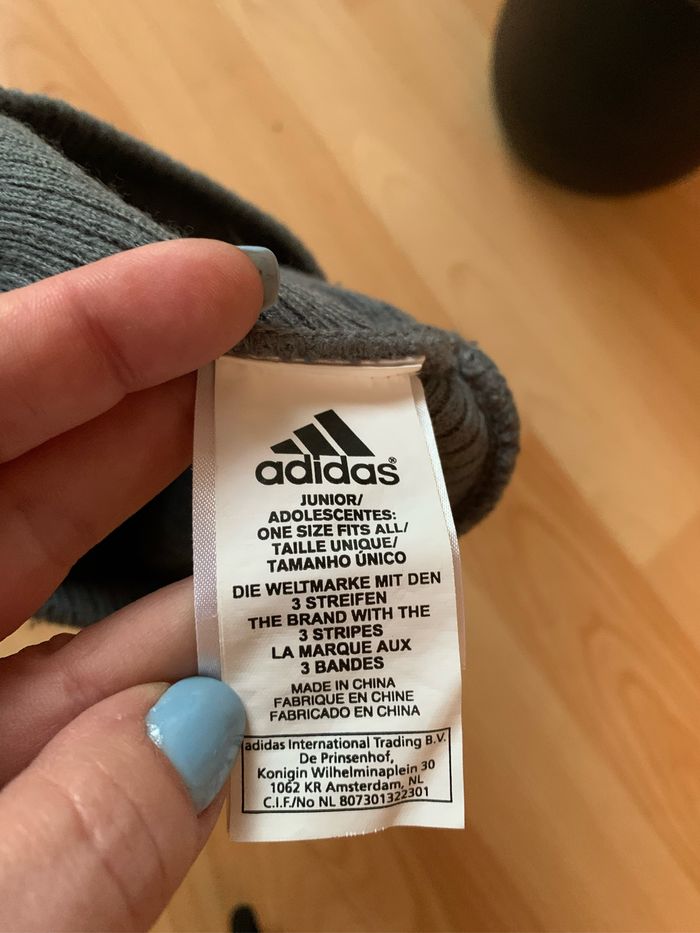 adidas®
JUNIOR/
ADOLESCENTES:
ONE SIZE FITS ALL/
TAILLE UNIQUE/
TAMANHO ÚNICO
DIE WELTMARKE MIT DEN
3 STREIFEN
THE BRAND WITH THE
3 STRIPES
LA MARQUE AUX
3 BANDES
MADE IN CHINA
FABRIQUE EN CHINE
FABRICADO EN CHINA
adidas International Trading B.V.
De Prinsenhof,
Konigin Wilhelminaplein 30
1062 KR Amsterdam, NL
C.I.F./No NL 807301322301